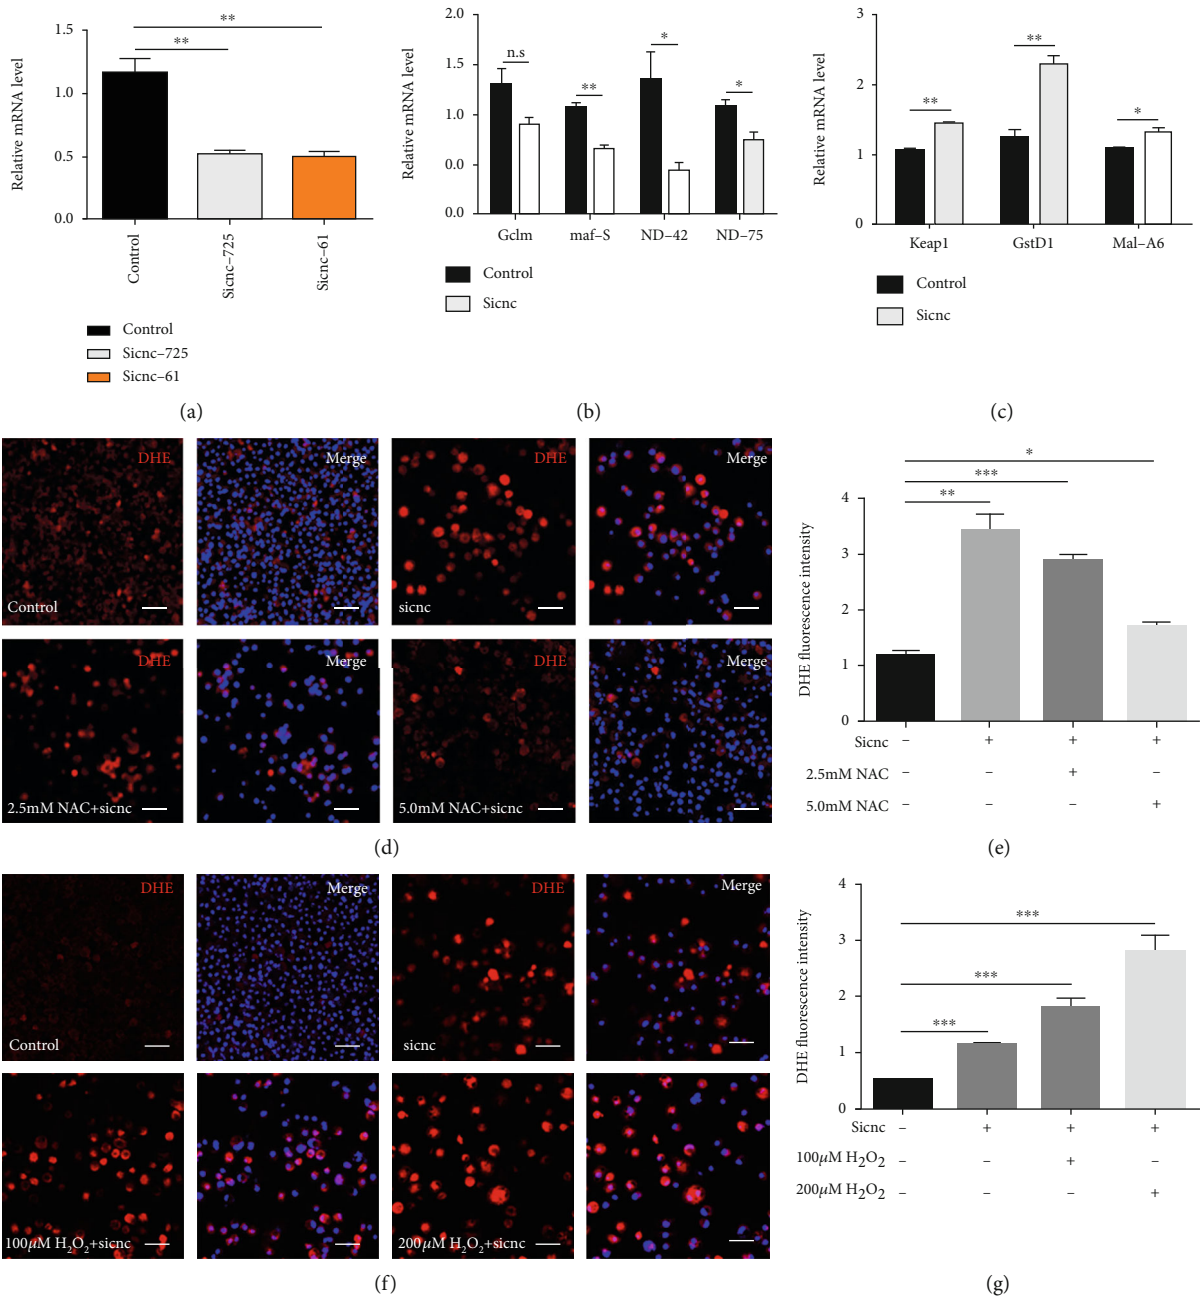 Relative mRNA level
1.5
1.0
0.5
0.0
**
**
Control
Sicnc–725
Sicnc–61
Control
Sicnc–725
Sicnc–61
(a)
Relative mRNA level
1.5
1.5
1.0
0.0
0.0
n.s
**
*
*
Gclm
maf–S
ND–42
ND–75
Control
Sicnc
(b)
Relative mRNA level
3
2
1
0
**
**
*
Keap1
GstD1
Mal–A6
Control
Sicnc
(c)
DHE
Control
Merge
DHE
sicnc
Merge
DHE
2.5mM NAC+sicnc
Merge
DHE
5.0mM NAC+sicnc
Merge
(d)
DHE fluorescence intensity
4
3
2
1
0
*
***
**
Sicnc – + + +
2.5mM NAC – – + –
5.0mM NAC – – – +
(e)
DHE
Control
Merge
DHE
sicnc
Merge
100μM H2O2+sicnc
200μM H2O2+sicnc
(f)
DHE fluorescence intensity
4
3
2
1
0
***
***
***
Sicnc – + + +
100μM H2O2 – – + –
200μM H2O2 – – – +
(g)